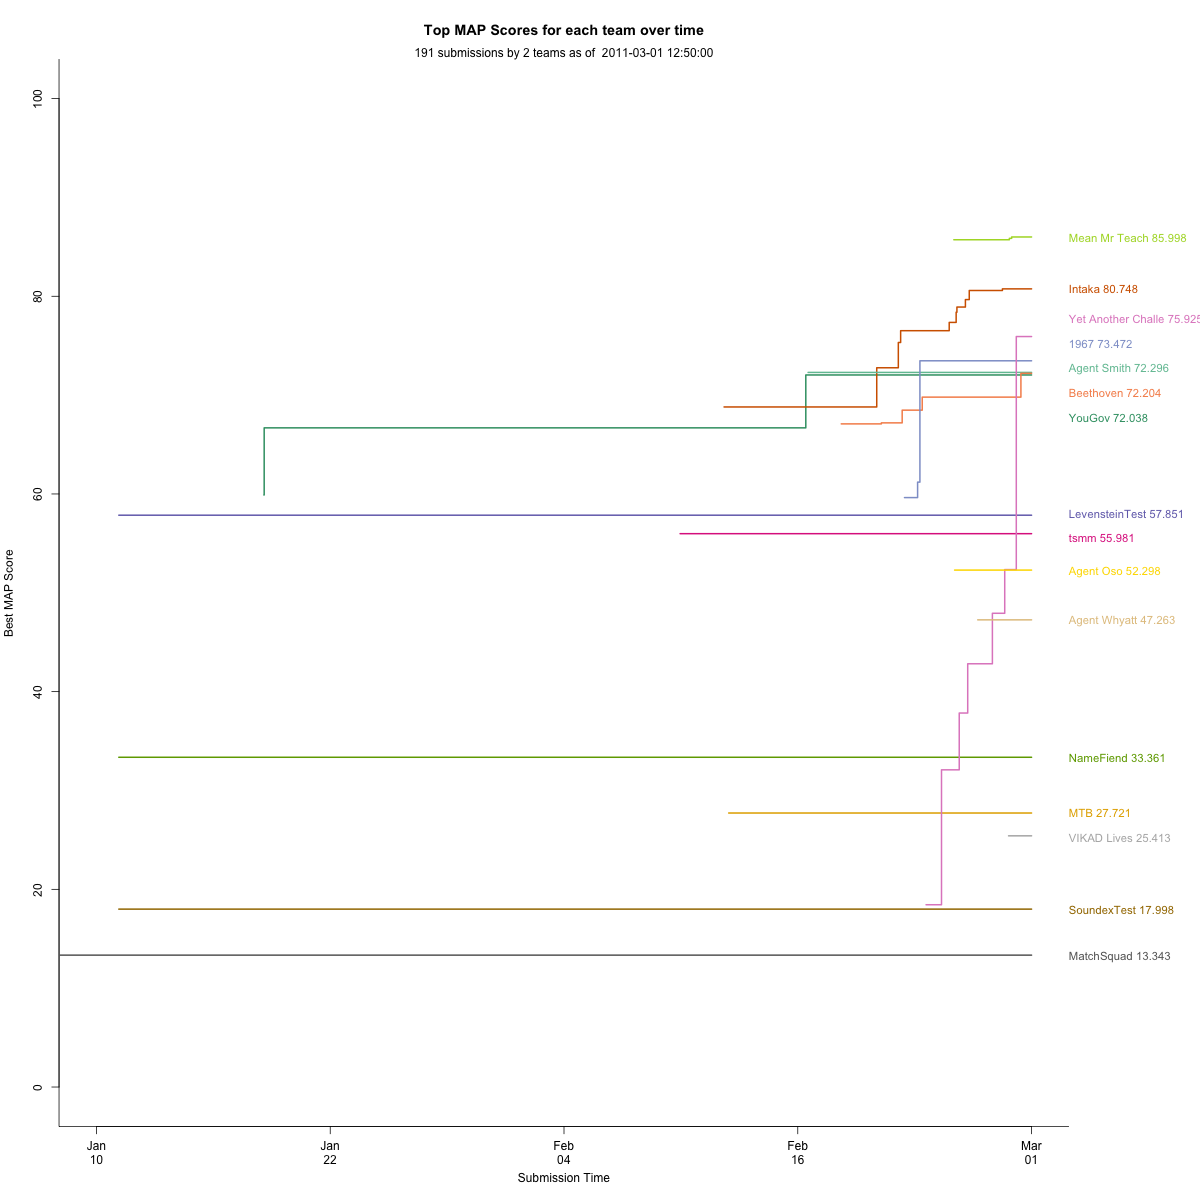 Top MAP Scores for each team over time
191 submissions by 2 teams as of  2011-03-01 12:50:00
100
80
60
40
20
0
Best MAP Score
Mean Mr Teach 85.998
Intaka 80.748
Yet Another Challe 75.925
1967 73.472
Agent Smith 72.296
Beethoven 72.204
YouGov 72.038
LevensteinTest 57.851
tsmm 55.981
Agent Oso 52.298
Agent Whyatt 47.263
NameFiend 33.361
MTB 27.721
VIKAD Lives 25.413
SoundexTest 17.998
MatchSquad 13.343
Jan
10
Jan
22
Feb
04
Feb
16
Mar
01
Submission Time